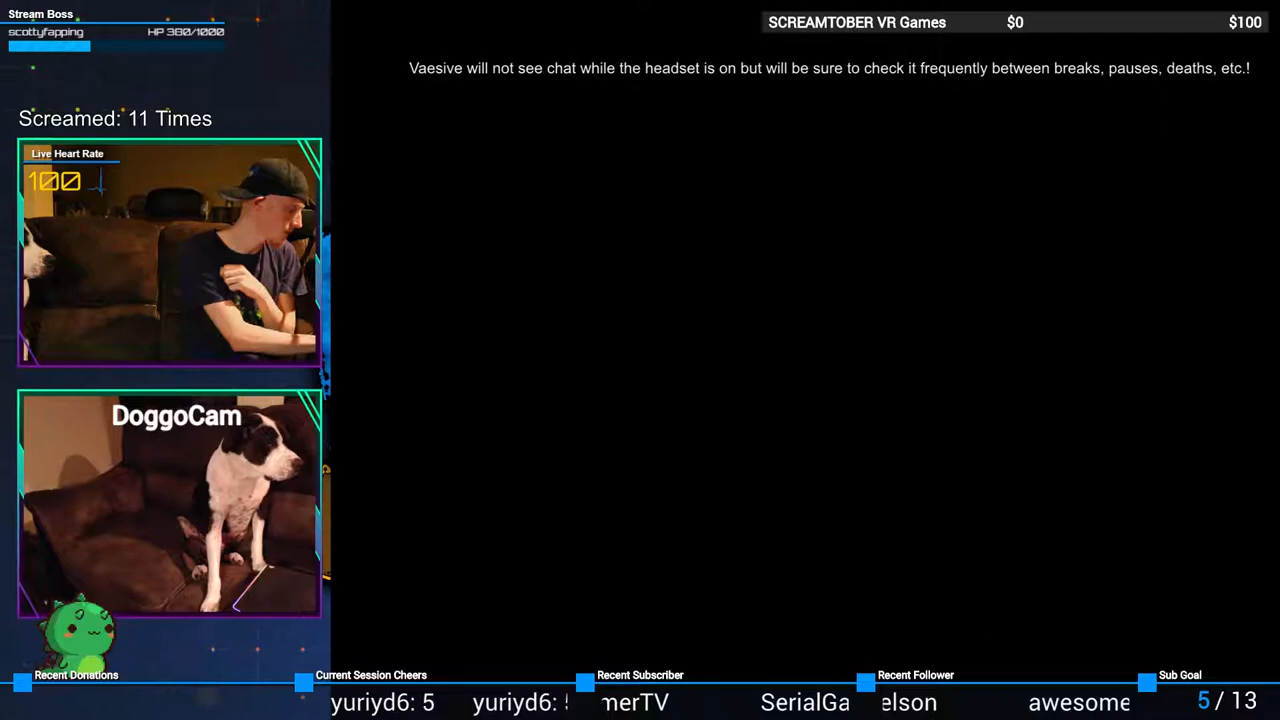 Stream Boss
scottyfapping HP 380/1000
SCREAMTOBER VR Games $0 $100
Vaesive will not see chat while the headset is on but will be sure to check it frequently between breaks, pauses, deaths, etc.!
Screamed: 11 Times
Live Heart Rate
100
DoggoCam
Recent Donations
Current Session Cheers
yuriyd6: 5 yuriyd6:
Recent Subscriber
merTV SerialGa
Recent Follower
elson awesome
Sub Goal
5 / 13